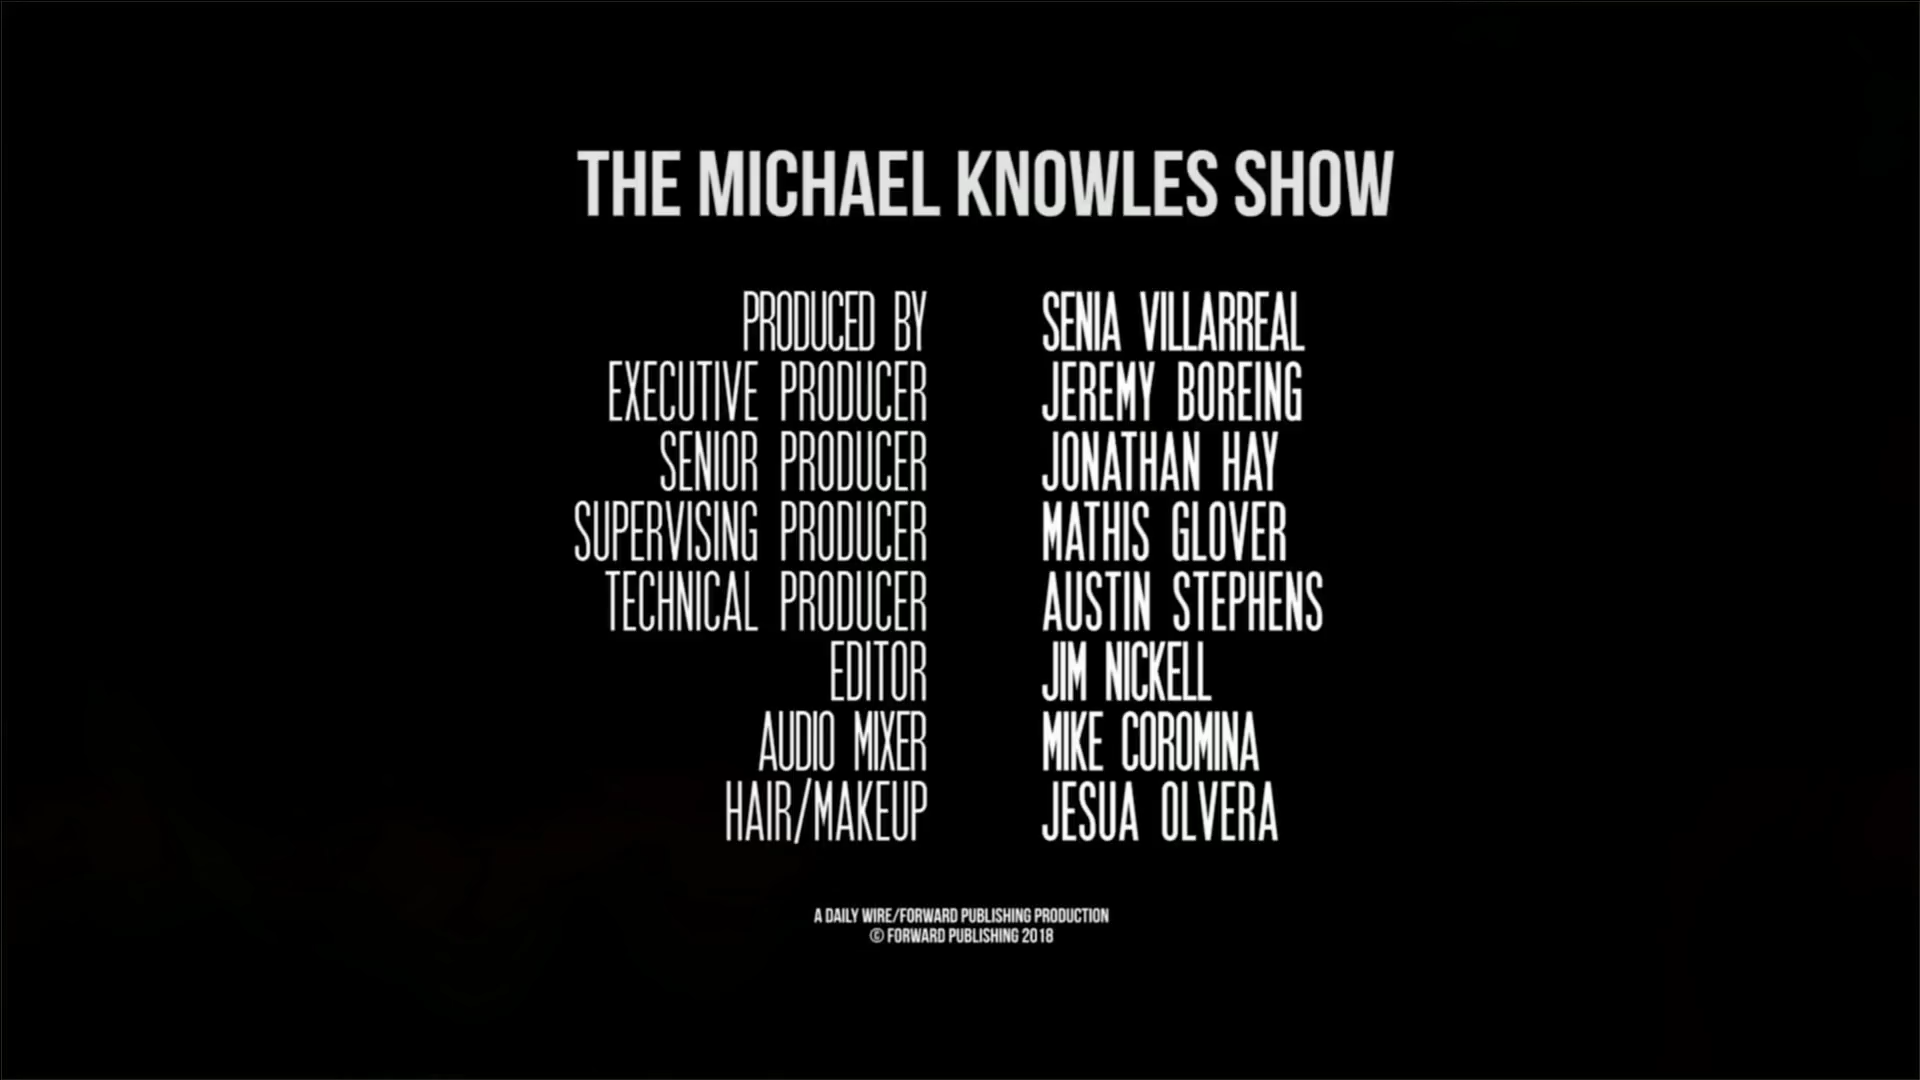 THE MICHAEL KNOWLES SHOW
PRODUCED BY SENIA VILLARREAL
EXECUTIVE PRODUCER JEREMY BOREING
SENIOR PRODUCER JONATHAN HAY
SUPERVISING PRODUCER MATHIS GLOVER
TECHNICAL PRODUCER AUSTIN STEPHENS
EDITOR JIM NICKELL
AUDIO MIXER MIKE COROMINA
HAIR/MAKEUP JESUA OLVERA
A DAILY WIRE/FORWARD PUBLISHING PRODUCTION
© FORWARD PUBLISHING 2018